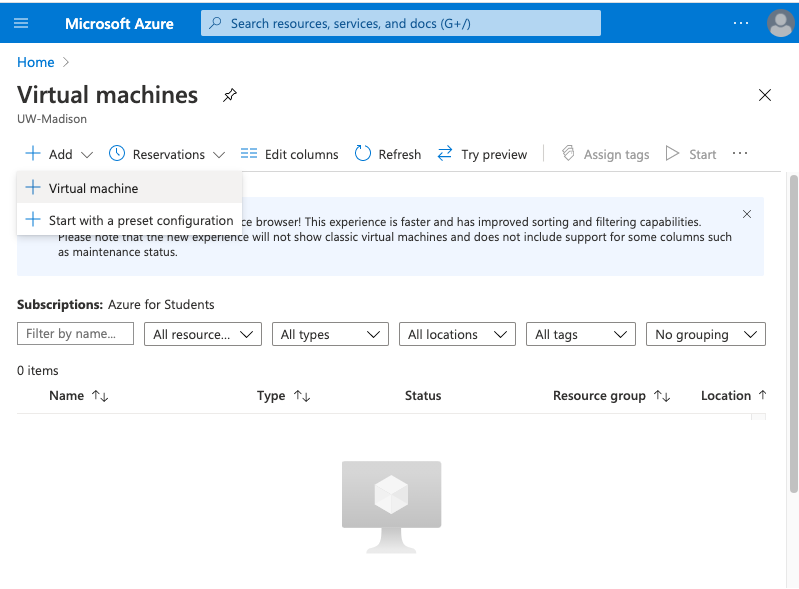 Microsoft Azure
Search resources, services, and docs (G+/)
Home
Virtual machines
UW-Madison
Add Reservations Edit columns Refresh Try preview Assign tags Start
Virtual machine
Start with a preset configuration
browser! This experience is faster and has improved sorting and filtering capabilities.
Please note that the new experience will not show classic virtual machines and does not include support for some columns such
as maintenance status.
Subscriptions: Azure for Students
Filter by name... All resource... All types All locations All tags No grouping
0 items
Name Type Status Resource group Location